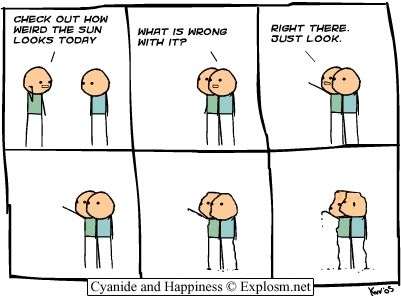 CHECK OUT HOW
WEIRD THE SUN
LOOKS TODAY
WHAT IS WRONG
WITH IT?
RIGHT THERE.
JUST LOOK.
Cyanide and Happiness © Explosm.net